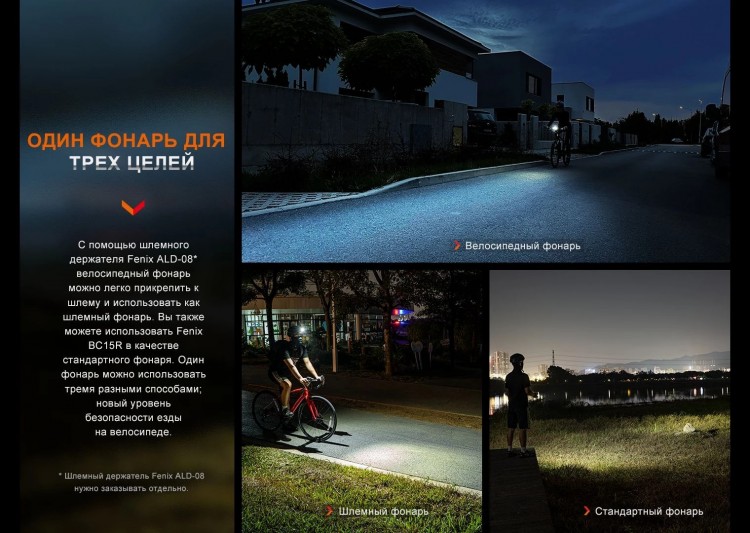 ОДИН ФОНАРЬ ДЛЯ
ТРЕХ ЦЕЛЕЙ
С помощью шлемного
держателя Fenix ALD-08*
велосипедный фонарь
можно легко прикрепить к
шлему и использовать как
шлемный фонарь. Вы также
можете использовать Fenix
BC15R в качестве
стандартного фонаря. Один
фонарь можно использовать
тремя разными способами;
новый уровень
безопасности езды
на велосипеде.
* Шлемный держатель Fenix ALD-08
нужно заказывать отдельно.
Велосипедный фонарь
Шлемный фонарь
Стандартный фонарь